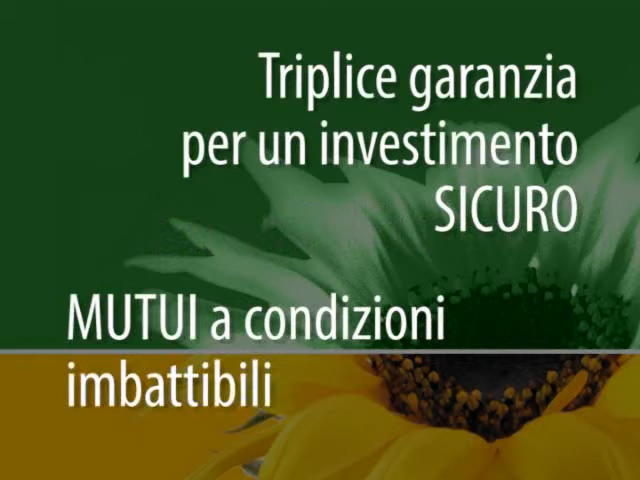 Triplice garanzia
per un investimento
SICURO
MUTUI a condizioni
imbattibili